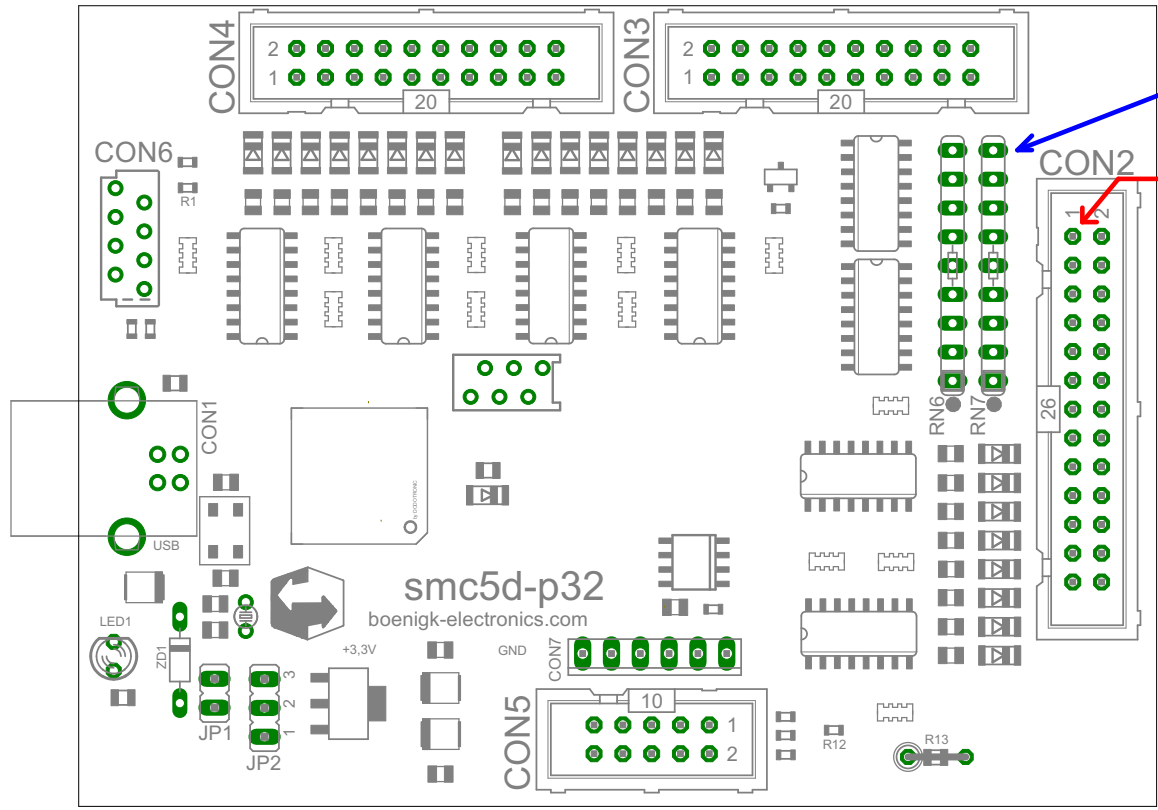 CON4
2
1
20
CON3
2
1
20
CON6
R1
CON2
1 2
26
RN6
RN7
CON1
USB
smc5d-p32
boenigk-electronics.com
LED1
ZD1
+3,3V
GND
CON7
3
2
1
JP1
JP2
CON5
10
1
2
R12
R13